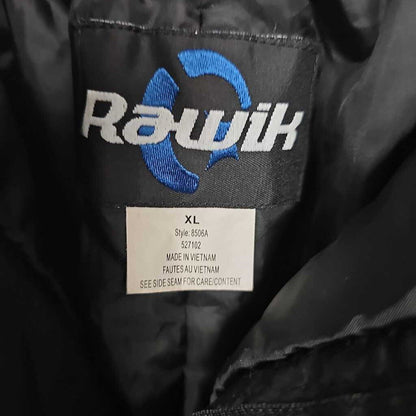 Rawik
XL
Style: 8506A
527102
MADE IN VIETNAM
FAUTES AU VIETNAM
SEE SIDE SEAM FOR CARE/CONTENT